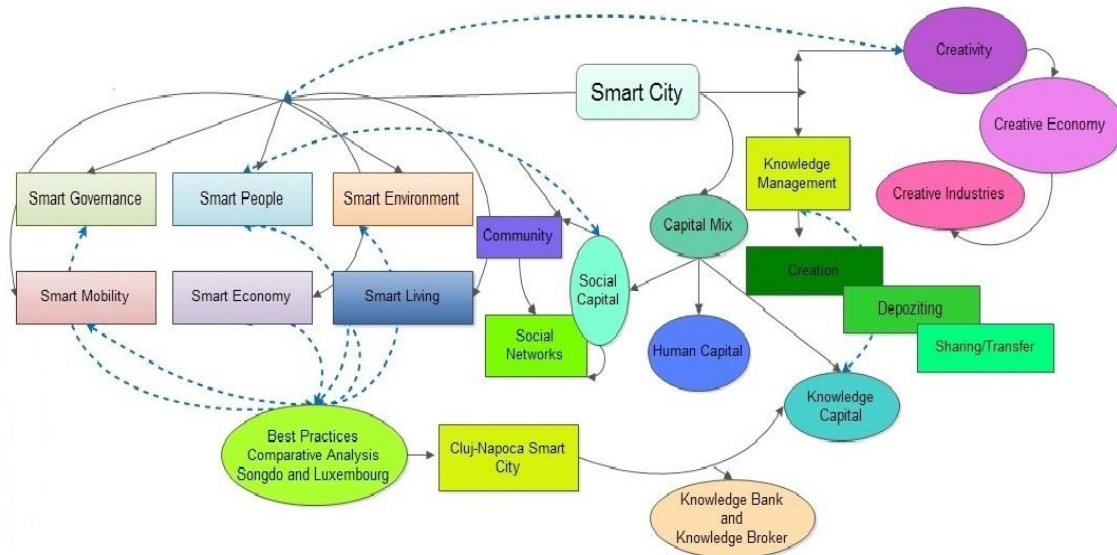 Creativity
Smart City
Creative Economy
Knowledge
Management
Smart Governance
Smart People
Smart Environment
Creative Industries
Community
Capital Mix
Creation
Social
Capital
Smart Mobility
Smart Economy
Smart Living
Depoziting
Social
Networks
Human Capital
Sharing/Transfer
Knowledge
Capital
Best Practices
Comparative Analysis
Songdo and Luxembourg
Cluj-Napoca Smart
City
Knowledge Bank
and
Knowledge Broker